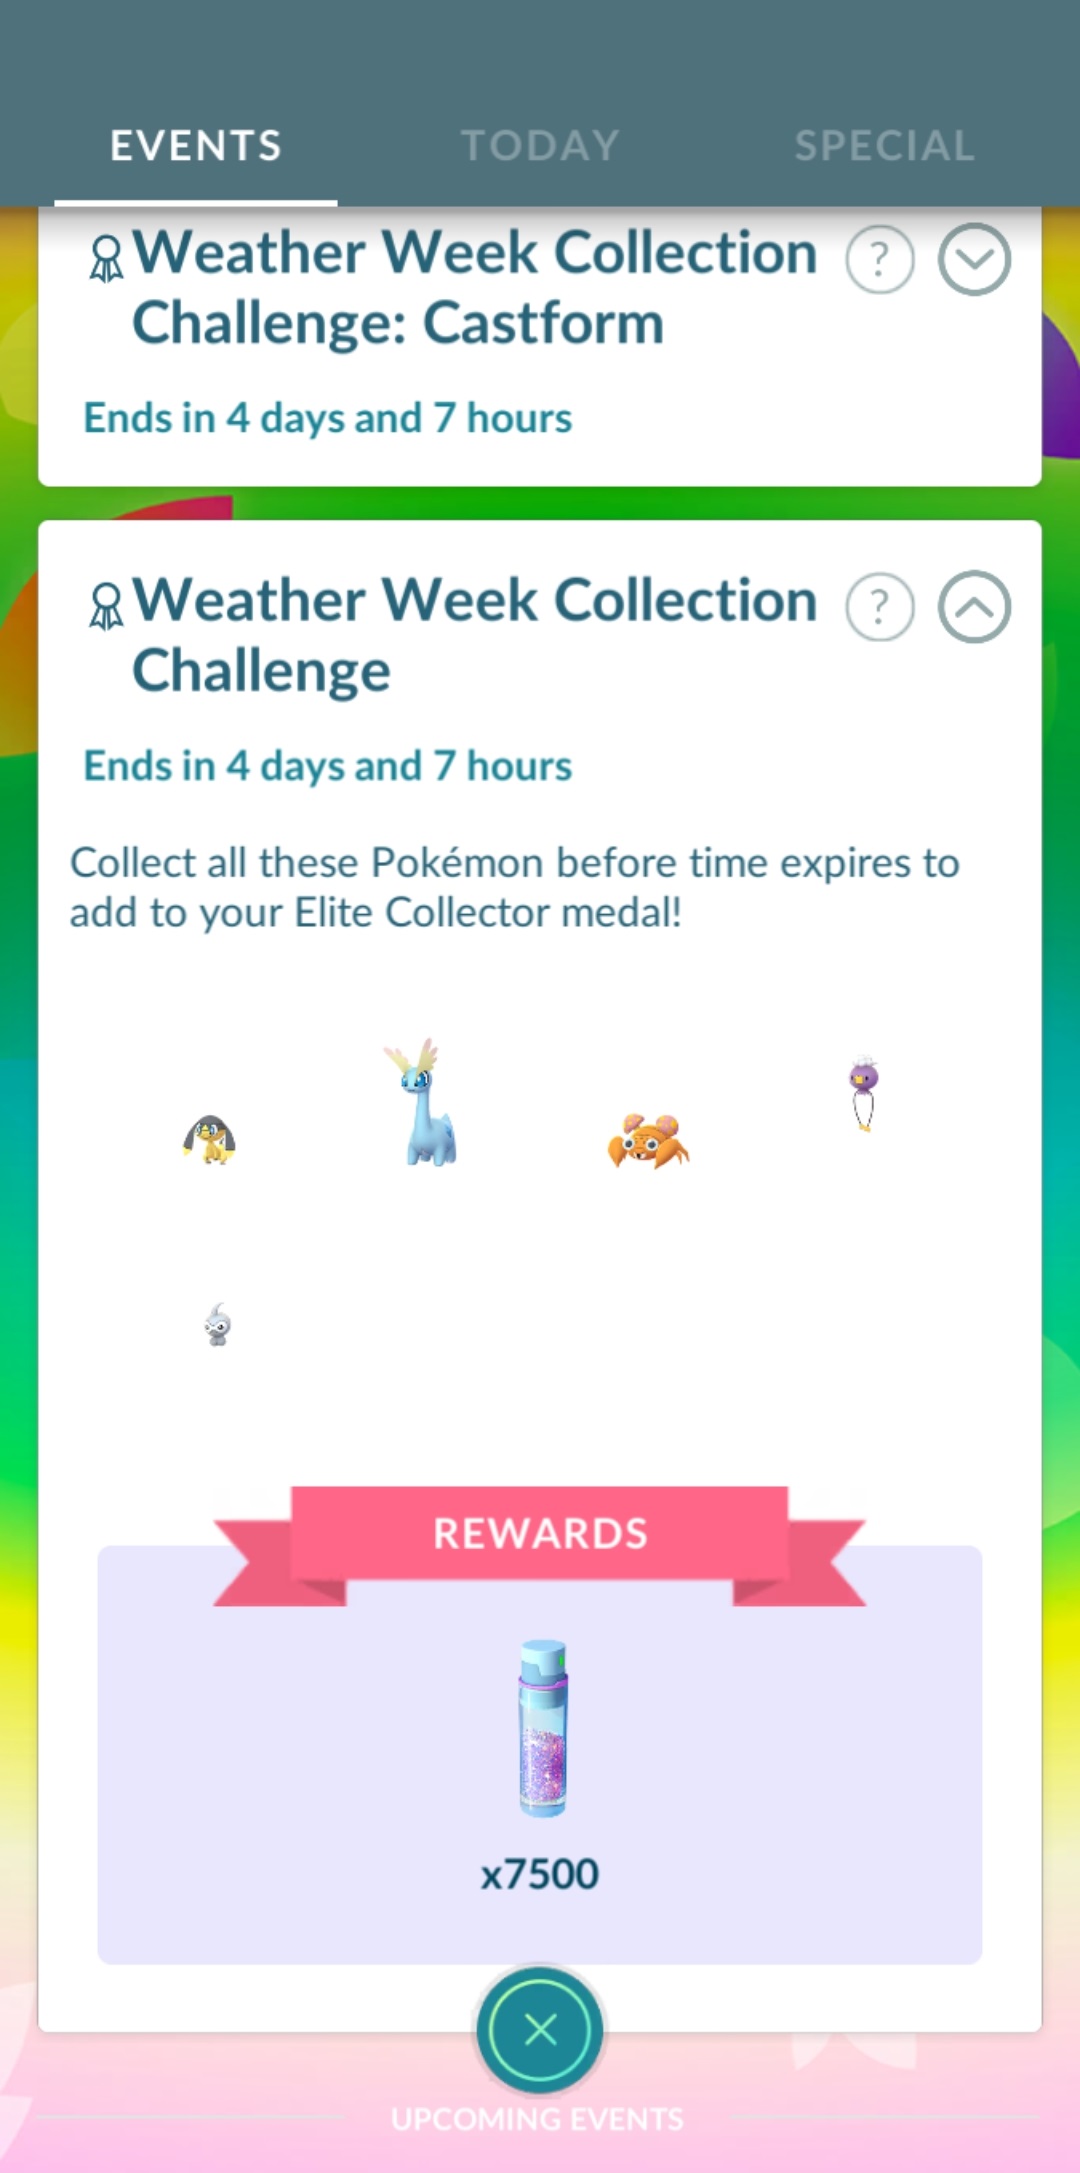 EVENTS TODAY SPECIAL
Weather Week Collection ?
Challenge: Castform
Ends in 4 days and 7 hours
Weather Week Collection ?
Challenge
Ends in 4 days and 7 hours
Collect all these Pokémon before time expires to
add to your Elite Collector medal!
REWARDS
x7500
UPCOMING EVENTS